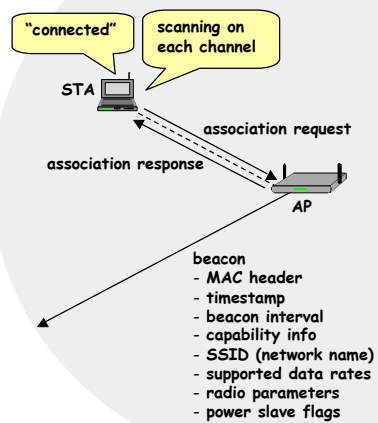 “connected”
scanning on
each channel
STA
association request
association response
AP
beacon
- MAC header
- timestamp
- beacon interval
- capability info
- SSID (network name)
- supported data rates
- radio parameters
- power slave flags